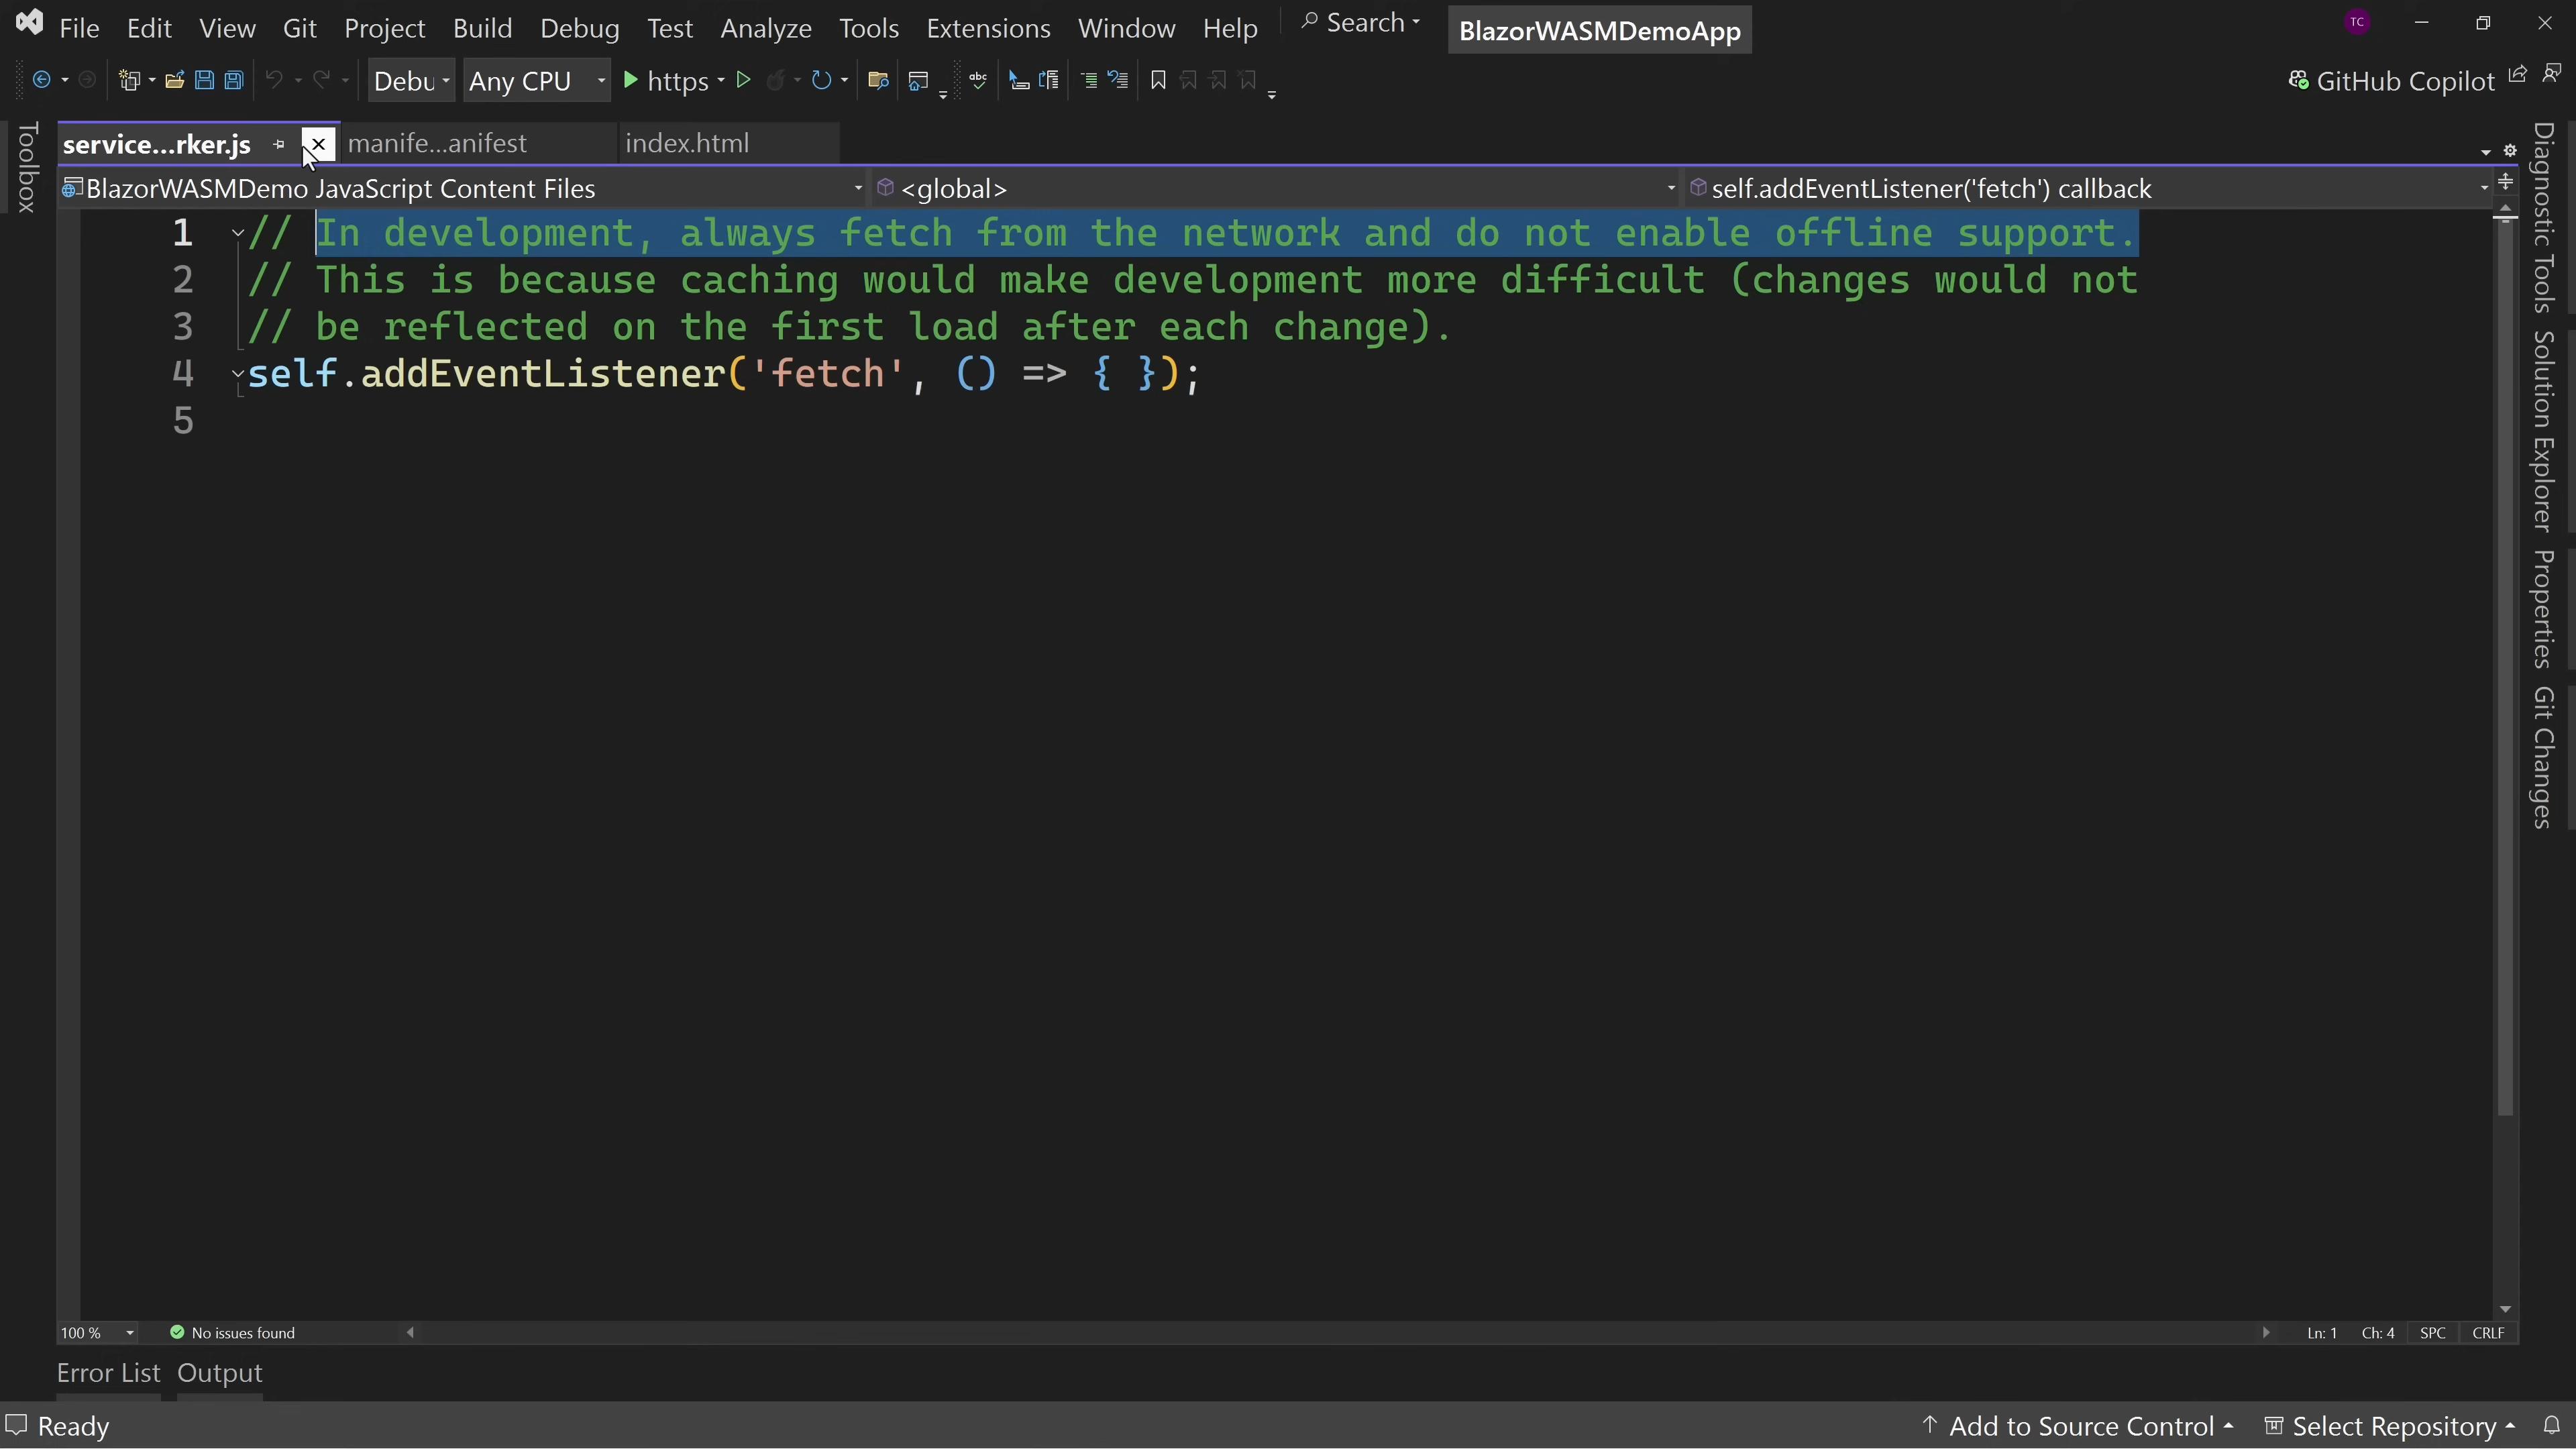 File Edit View Git Project Build Debug Test Analyze Tools Extensions Window Help Search BlazorWASMDemoApp TC
Debu Any CPU https abc GitHub Copilot
service...rker.js manife...anifest index.html
BlazorWASMDemo JavaScript Content Files <global> self.addEventListener('fetch') callback
1 // In development, always fetch from the network and do not enable offline support.
2 // This is because caching would make development more difficult (changes would not
3 // be reflected on the first load after each change).
4 self.addEventListener('fetch', () => { });
5
Toolbox
Diagnostic Tools
Solution Explorer
Properties
Git Changes
100 % No issues found Ln: 1 Ch: 4 SPC CRLF
Error List Output
Ready Add to Source Control Select Repository